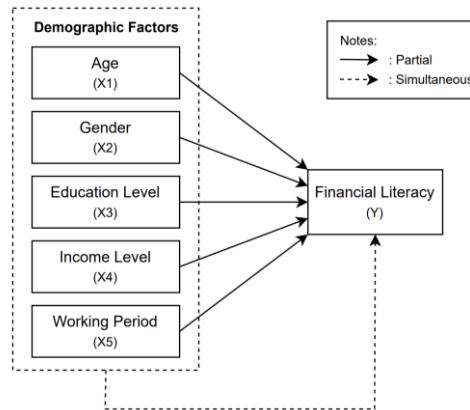 Demographic Factors
Age
(X1)
Gender
(X2)
Education Level
(X3)
Income Level
(X4)
Working Period
(X5)
Financial Literacy
(Y)
Notes:
: Partial
: Simultaneous